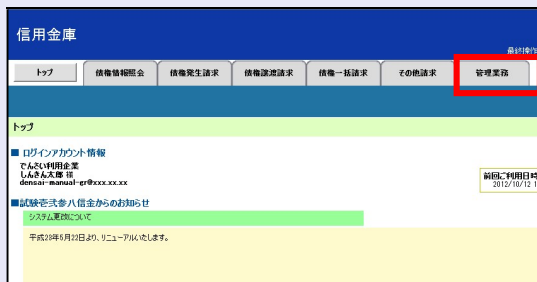 信用金庫
最終操作
トップ
債権情報照会
債権発生請求
債権譲渡請求
債権一括請求
その他請求
管理業務
トップ
■ ログインアカウント情報
でんさい利用企業
しんきん太郎 様
densai-manual-gr@xxx.xx.xx
前回ご利用日時
2012/10/12 1
■試験壱弐参八信金からのお知らせ
システム更改について
平成28年5月22日より、リニューアルいたします。